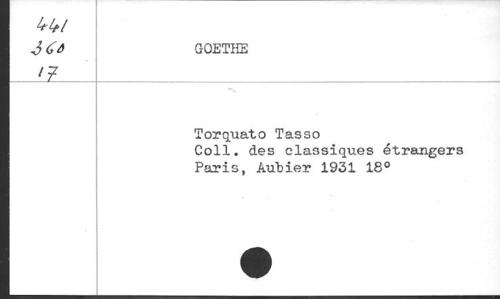 441
360
17
GOETHE
Torquato Tasso
Coll. des classiques étrangers
Paris, Aubier 1931 18°